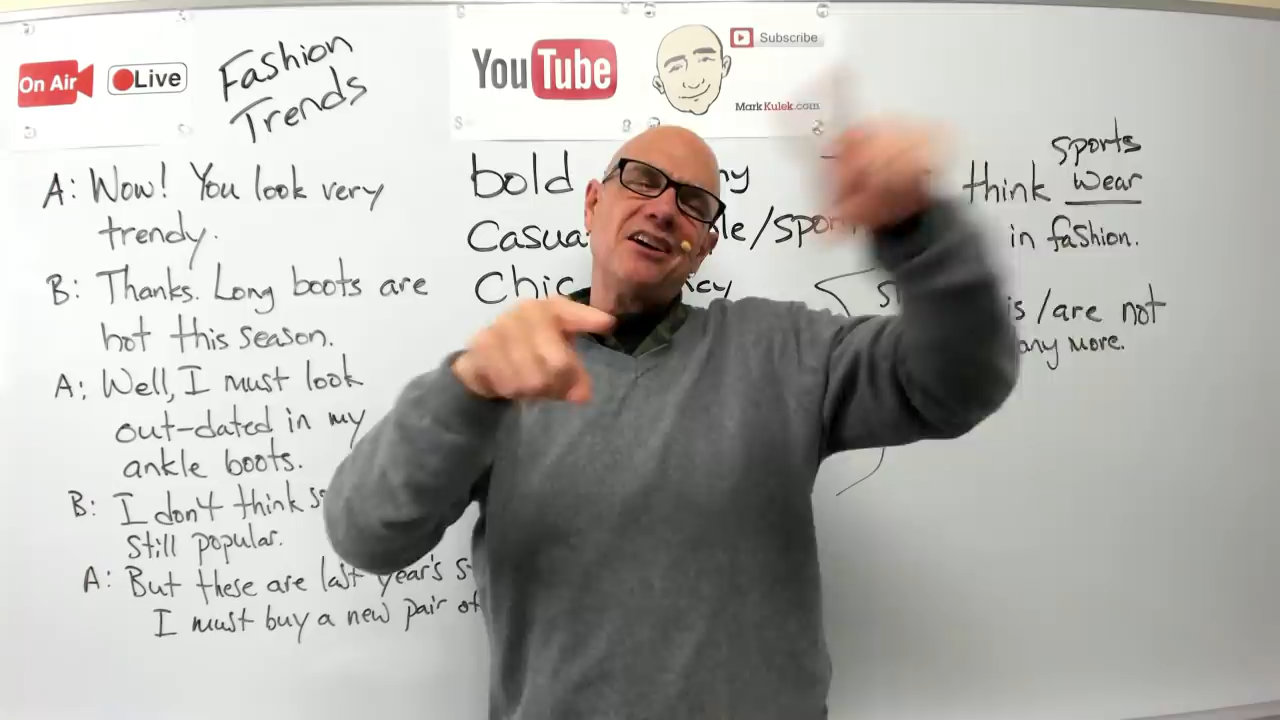 On Air
Live
Fashion
Trends
YouTube
Subscribe
MarkKulek.com
A: Wow! You look very
trendy.
B: Thanks. Long boots are
hot this season.
A: Well, I must look
out-dated in my
ankle boots.
B: I don't think
still popular.
A: But these are last year's
I must buy a new pair of
bold
Casua
Chic
sports
think wear
in fashion.
is/are not
any more.